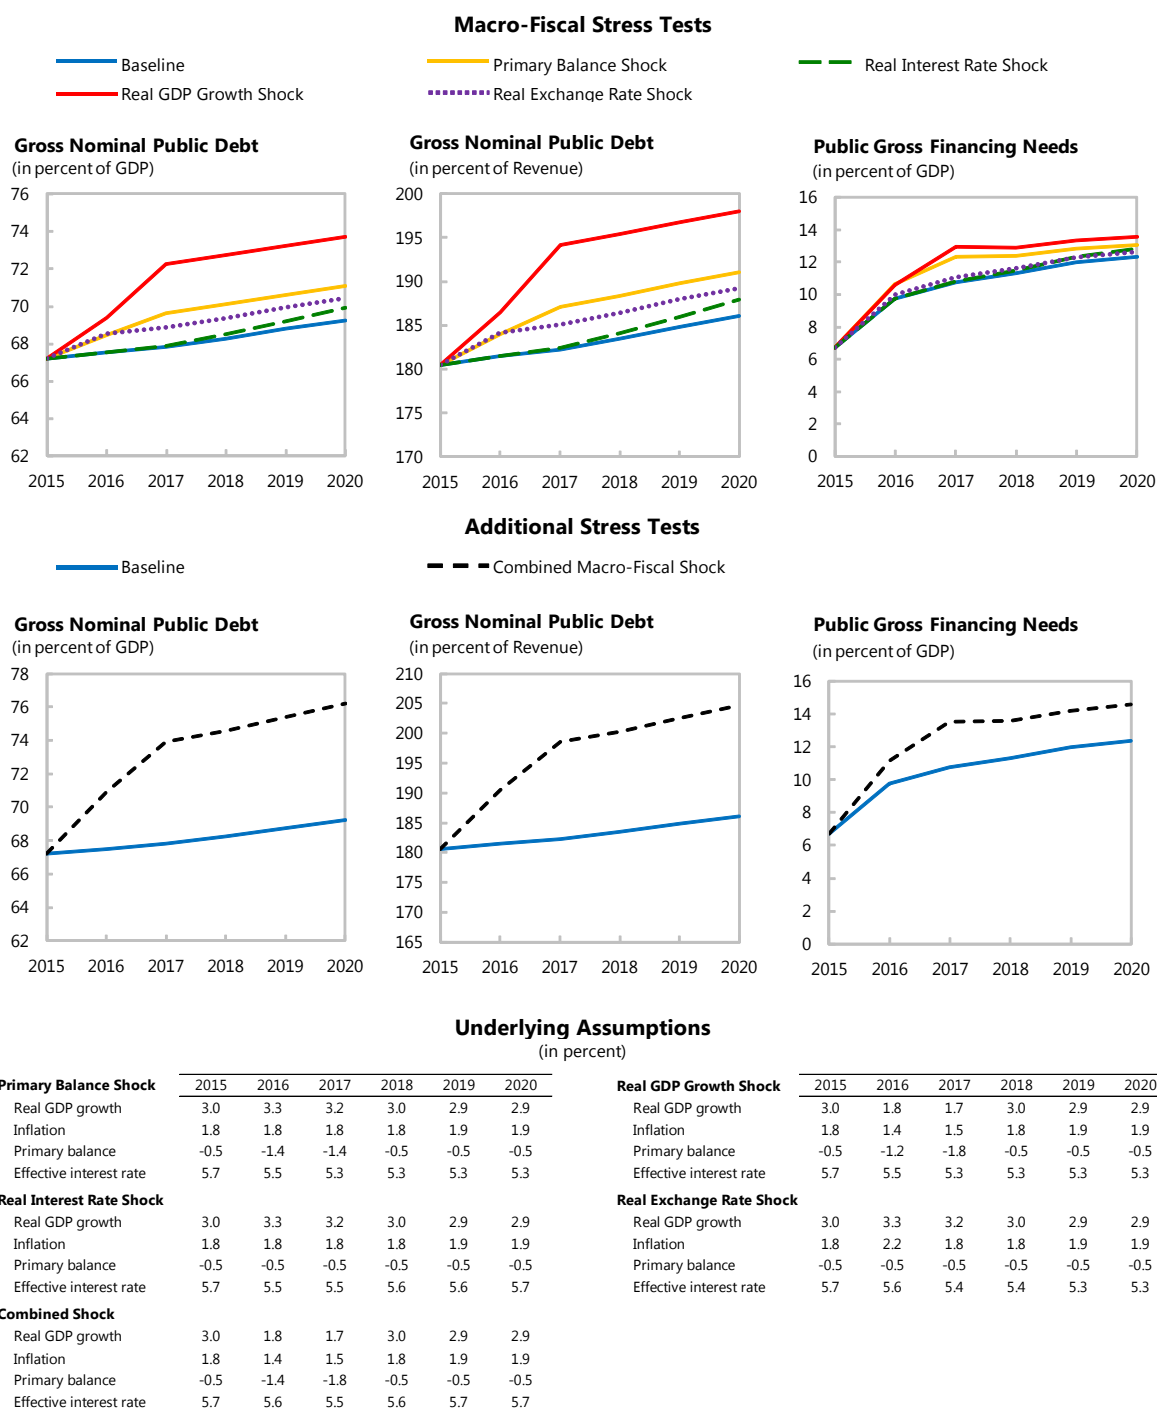 Macro-Fiscal Stress Tests
Baseline
Primary Balance Shock
Real Interest Rate Shock
Real GDP Growth Shock
Real Exchange Rate Shock
Gross Nominal Public Debt
(in percent of GDP)
76
74
72
70
68
66
64
62
2015 2016 2017 2018 2019 2020
Gross Nominal Public Debt
(in percent of Revenue)
200
195
190
185
180
175
170
2015 2016 2017 2018 2019 2020
Public Gross Financing Needs
(in percent of GDP)
16
14
12
10
8
6
4
2
0
2015 2016 2017 2018 2019 2020
Additional Stress Tests
Baseline
Combined Macro-Fiscal Shock
Gross Nominal Public Debt
(in percent of GDP)
78
76
74
72
70
68
66
64
62
2015 2016 2017 2018 2019 2020
Gross Nominal Public Debt
(in percent of Revenue)
210
205
200
195
190
185
180
175
170
165
2015 2016 2017 2018 2019 2020
Public Gross Financing Needs
(in percent of GDP)
16
14
12
10
8
6
4
2
0
2015 2016 2017 2018 2019 2020
Underlying Assumptions
(in percent)
Primary Balance Shock 2015 2016 2017 2018 2019 2020
Real GDP growth 3.0 3.3 3.2 3.0 2.9 2.9
Inflation 1.8 1.8 1.8 1.8 1.9 1.9
Primary balance -0.5 -1.4 -1.4 -0.5 -0.5 -0.5
Effective interest rate 5.7 5.5 5.3 5.3 5.3 5.3
Real Interest Rate Shock
Real GDP growth 3.0 3.3 3.2 3.0 2.9 2.9
Inflation 1.8 1.8 1.8 1.8 1.9 1.9
Primary balance -0.5 -0.5 -0.5 -0.5 -0.5 -0.5
Effective interest rate 5.7 5.5 5.5 5.6 5.6 5.7
Combined Shock
Real GDP growth 3.0 1.8 1.7 3.0 2.9 2.9
Inflation 1.8 1.4 1.5 1.8 1.9 1.9
Primary balance -0.5 -1.4 -1.8 -0.5 -0.5 -0.5
Effective interest rate 5.7 5.6 5.5 5.6 5.7 5.7
Real GDP Growth Shock 2015 2016 2017 2018 2019 2020
Real GDP growth 3.0 1.8 1.7 3.0 2.9 2.9
Inflation 1.8 1.4 1.5 1.8 1.9 1.9
Primary balance -0.5 -1.2 -1.8 -0.5 -0.5 -0.5
Effective interest rate 5.7 5.5 5.3 5.3 5.3 5.3
Real Exchange Rate Shock
Real GDP growth 3.0 3.3 3.2 3.0 2.9 2.9
Inflation 1.8 2.2 1.8 1.8 1.9 1.9
Primary balance -0.5 -0.5 -0.5 -0.5 -0.5 -0.5
Effective interest rate 5.7 5.6 5.4 5.4 5.3 5.3